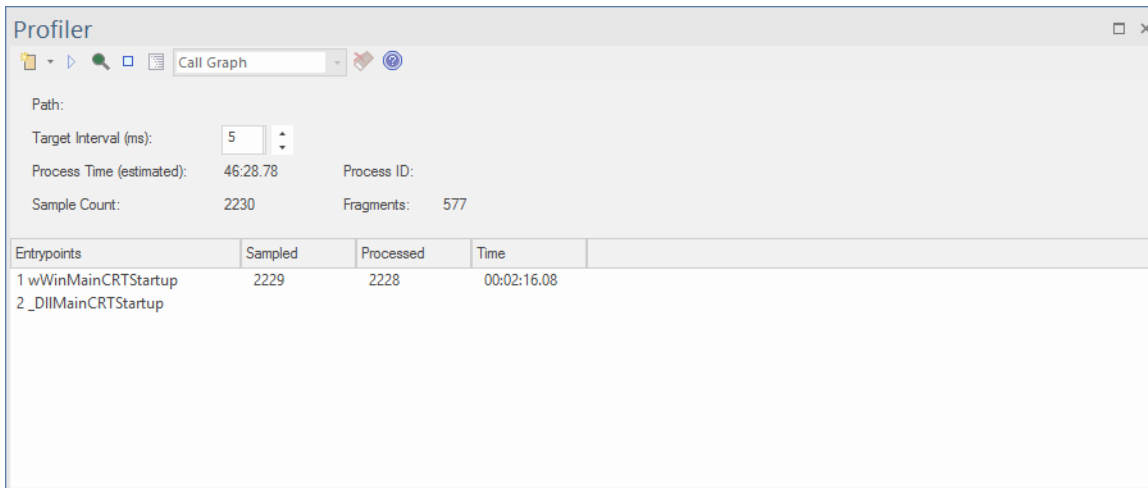 Profiler
Call Graph
Path:
Target Interval (ms): 5
Process Time (estimated): 46:28.78 Process ID:
Sample Count: 2230 Fragments: 577
Entrypoints Sampled Processed Time
1 wWinMainCRTStartup 2229 2228 00:02:16.08
2 _DllMainCRTStartup